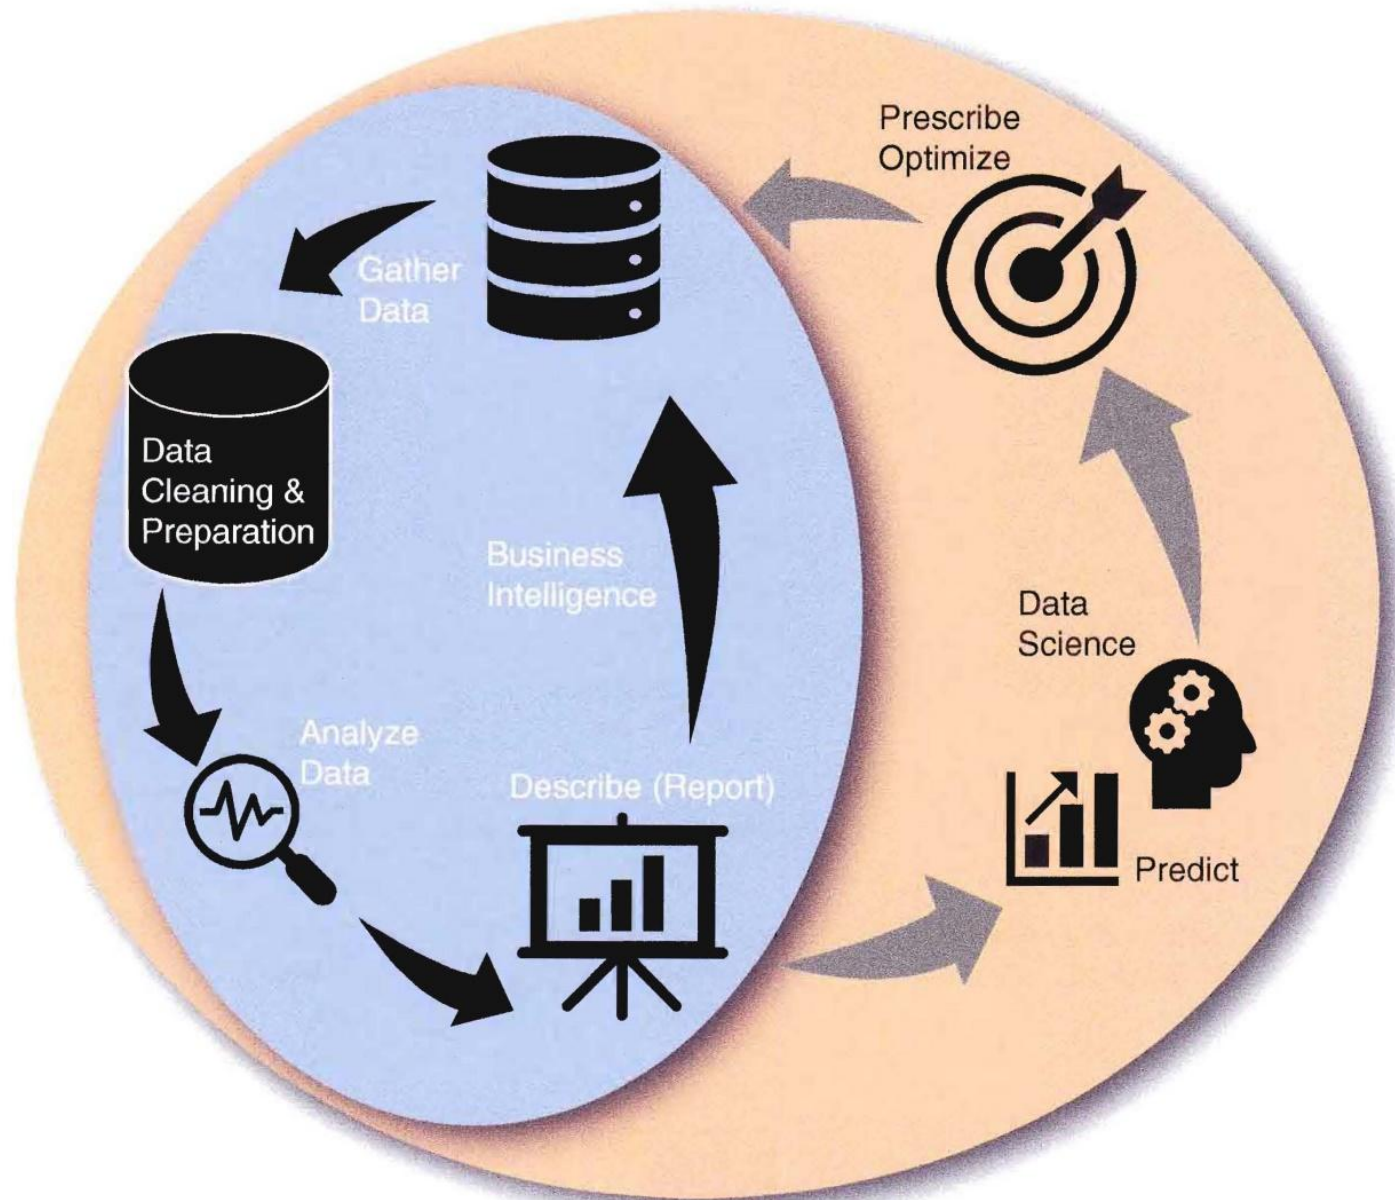 Prescribe
Optimize
Gather
Data
Data
Cleaning &
Preparation
Business
Intelligence
Data
Science
Analyze
Data
Describe (Report)
Predict